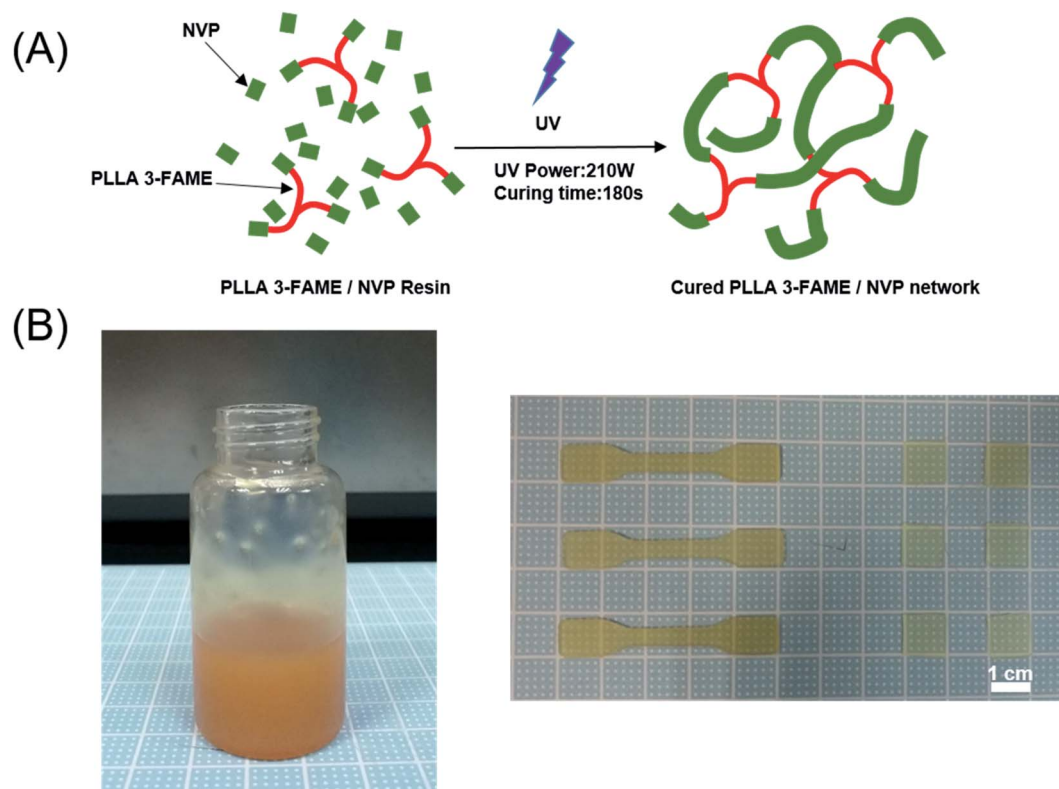 (A)
NVP
PLLA 3-FAME
UV
UV Power:210W
Curing time:180s
PLLA 3-FAME / NVP Resin
Cured PLLA 3-FAME / NVP network
(B)
1 cm